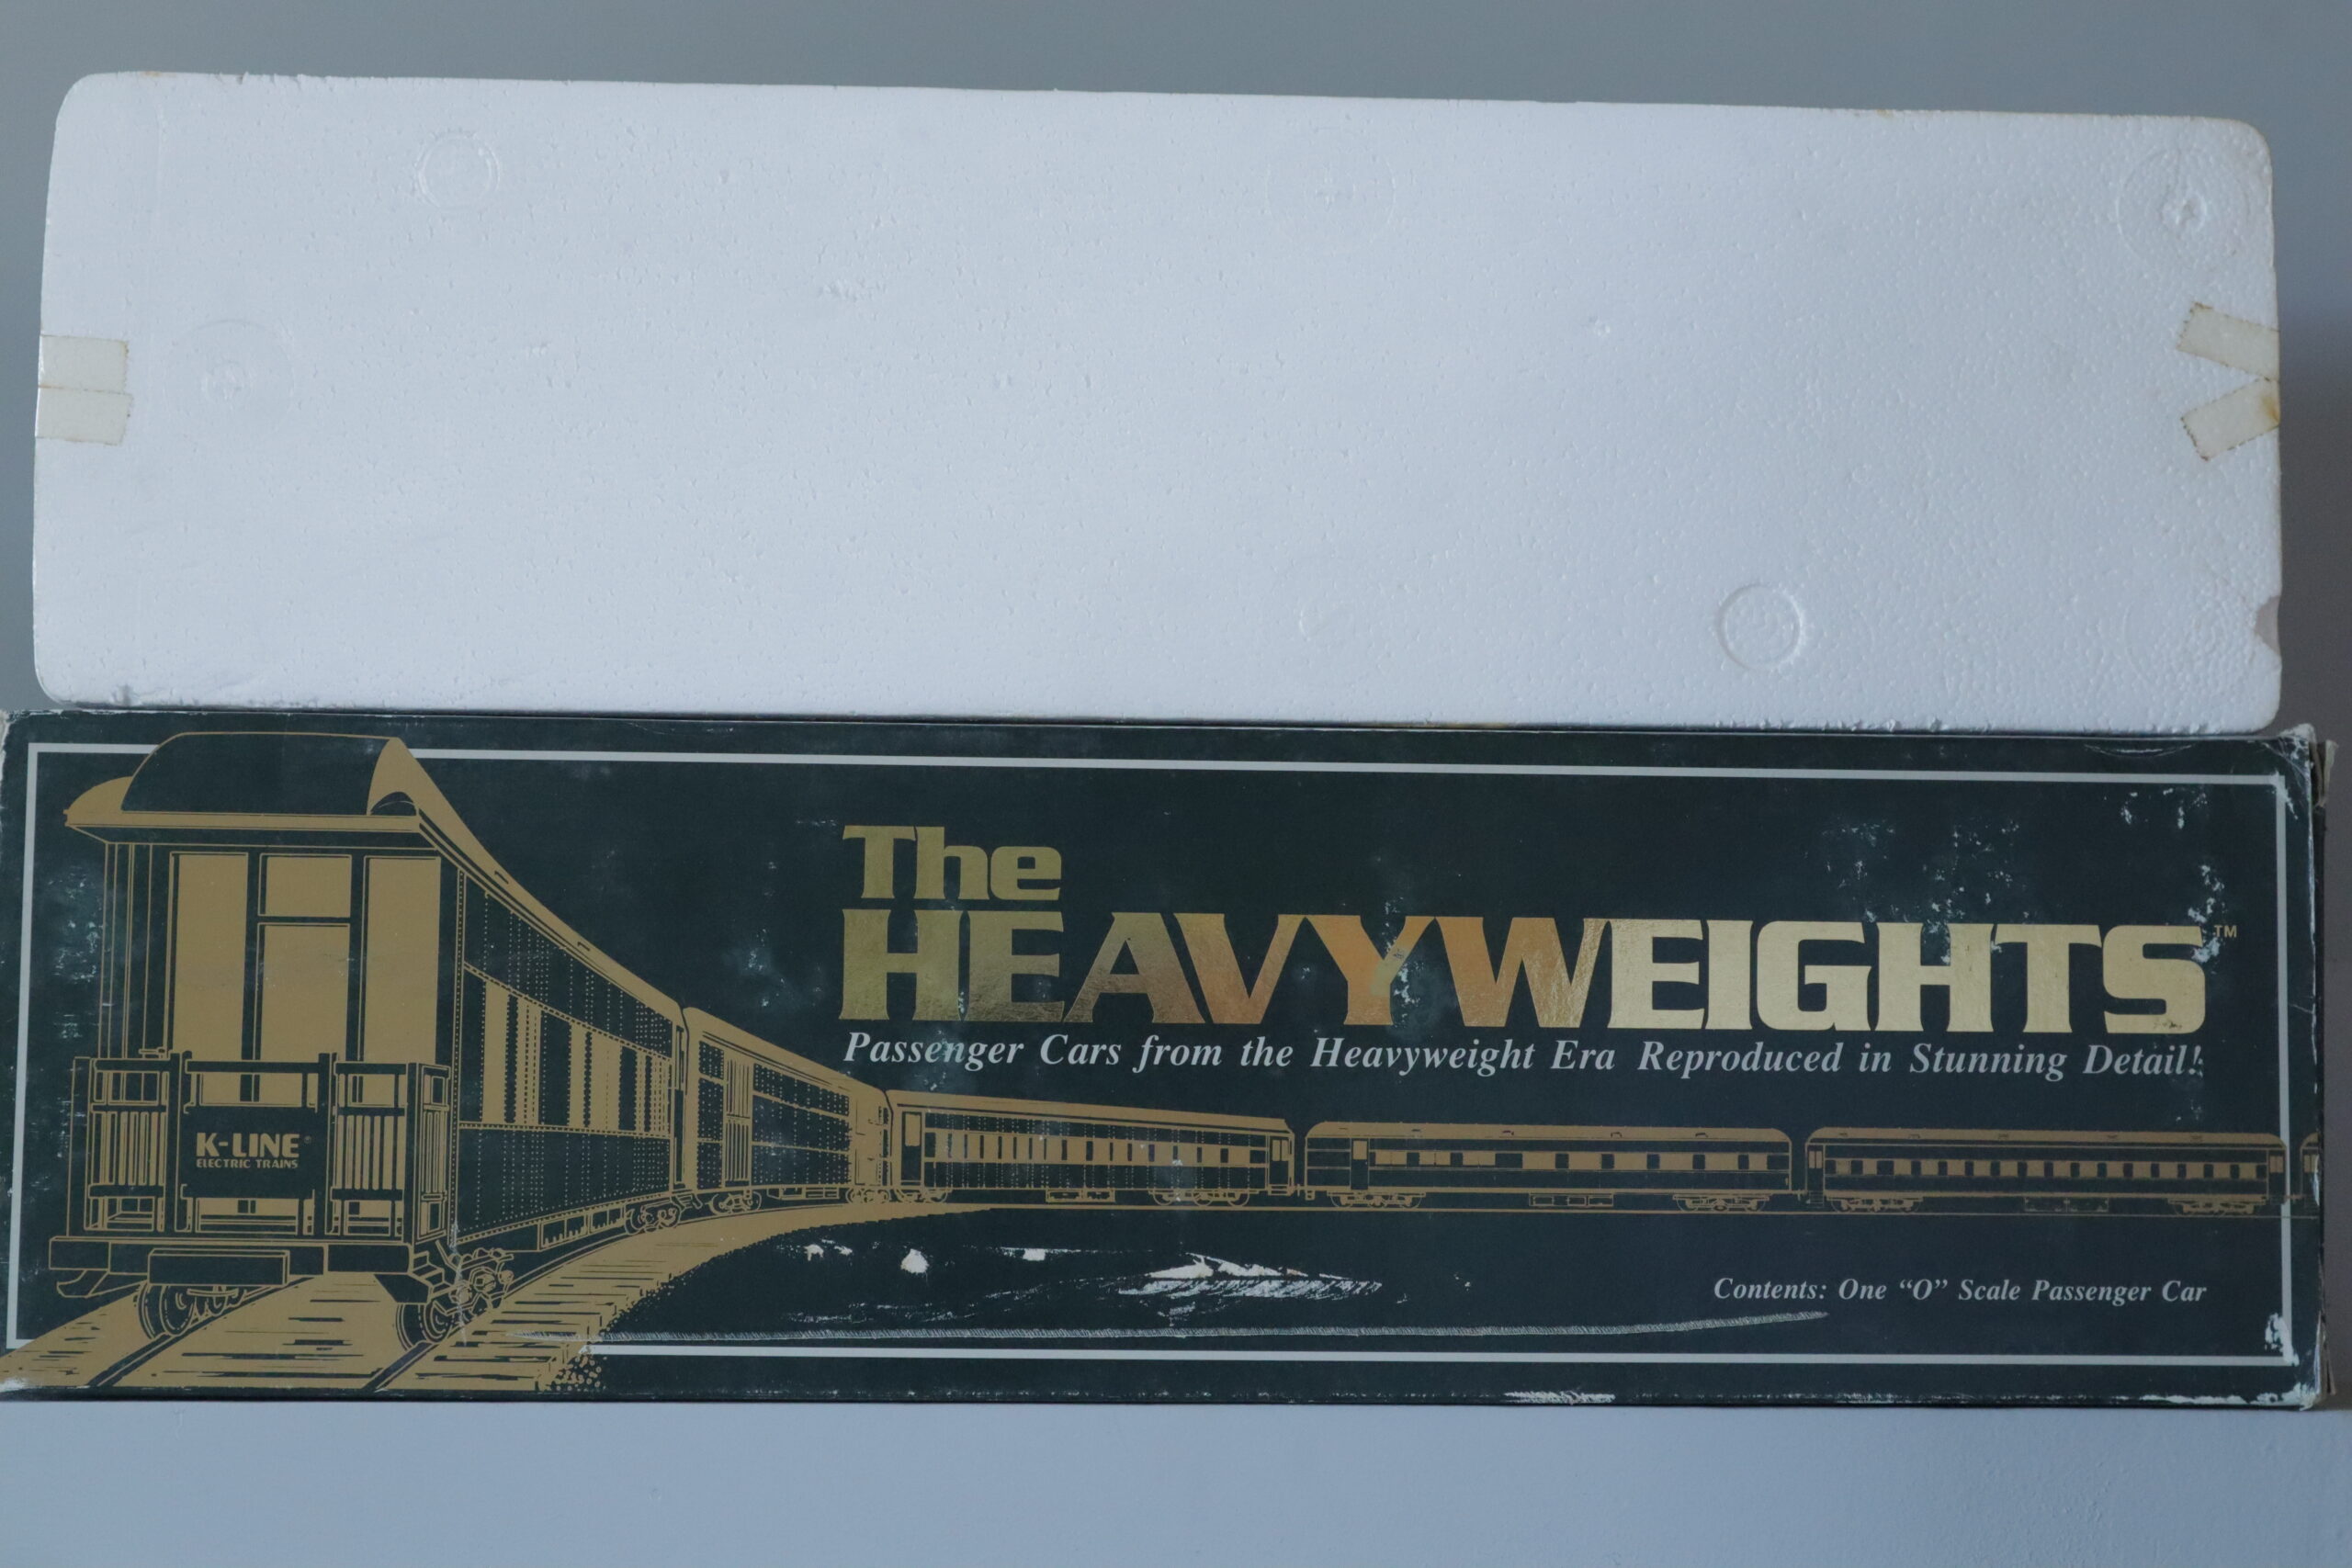 The
HEAVYWEIGHTS™
Passenger Cars from the Heavyweight Era Reproduced in Stunning Detail!
K-LINE®
ELECTRIC TRAINS
Contents: One “O” Scale Passenger Car